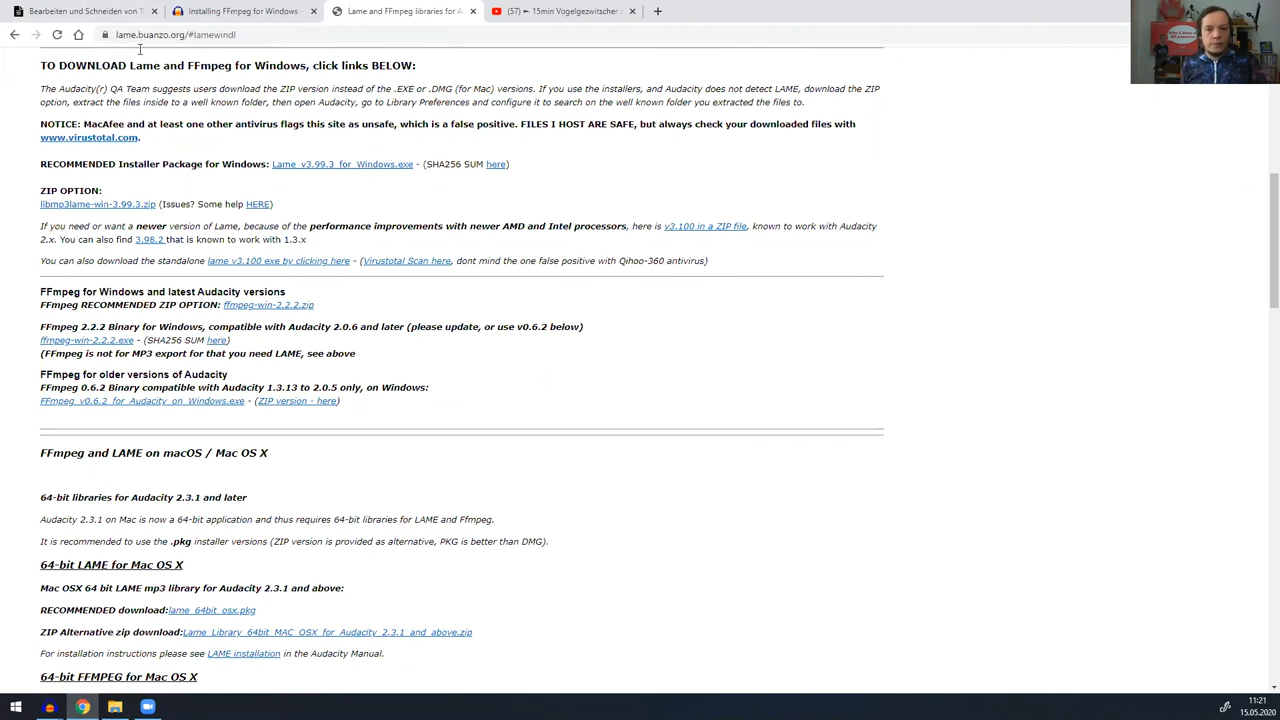 Bearbeiten und Schneiden von T
Installing FFmpeg for Windows
Lame and FFmpeg libraries for A
(57) ► 15min Vogelgezwitscher
lame.buanzo.org/#lamewindl
TO DOWNLOAD Lame and FFmpeg for Windows, click links BELOW:
The Audacity(r) QA Team suggests users download the ZIP version instead of the .EXE or .DMG (for Mac) versions. If you use the installers, and Audacity does not detect LAME, download the ZIP
option, extract the files inside to a well known folder, then open Audacity, go to Library Preferences and configure it to search on the well known folder you extracted the files to.
NOTICE: MacAfee and at least one other antivirus flags this site as unsafe, which is a false positive. FILES I HOST ARE SAFE, but always check your downloaded files with
www.virustotal.com.
RECOMMENDED Installer Package for Windows: Lame_v3.99.3_for_Windows.exe - (SHA256 SUM here)
ZIP OPTION:
libmp3lame-win-3.99.3.zip (Issues? Some help HERE)
If you need or want a newer version of Lame, because of the performance improvements with newer AMD and Intel processors, here is v3.100 in a ZIP file, known to work with Audacity
2.x. You can also find 3.98.2 that is known to work with 1.3.x
You can also download the standalone lame v3.100 exe by clicking here - (Virustotal Scan here, dont mind the one false positive with Qihoo-360 antivirus)
FFmpeg for Windows and latest Audacity versions
FFmpeg RECOMMENDED ZIP OPTION: ffmpeg-win-2.2.2.zip
FFmpeg 2.2.2 Binary for Windows, compatible with Audacity 2.0.6 and later (please update, or use v0.6.2 below)
ffmpeg-win-2.2.2.exe - (SHA256 SUM here)
(FFmpeg is not for MP3 export for that you need LAME, see above
FFmpeg for older versions of Audacity
FFmpeg 0.6.2 Binary compatible with Audacity 1.3.13 to 2.0.5 only, on Windows:
FFmpeg_v0.6.2_for_Audacity_on_Windows.exe - (ZIP version - here)
FFmpeg and LAME on macOS / Mac OS X
64-bit libraries for Audacity 2.3.1 and later
Audacity 2.3.1 on Mac is now a 64-bit application and thus requires 64-bit libraries for LAME and Ffmpeg.
It is recommended to use the .pkg installer versions (ZIP version is provided as alternative, PKG is better than DMG).
64-bit LAME for Mac OS X
Mac OSX 64 bit LAME mp3 library for Audacity 2.3.1 and above:
RECOMMENDED download:lame_64bit_osx.pkg
ZIP Alternative zip download:Lame_Library_64bit_MAC_OSX_for_Audacity_2.3.1_and_above.zip
For installation instructions please see LAME installation in the Audacity Manual.
64-bit FFMPEG for Mac OS X
11:21
15.05.2020